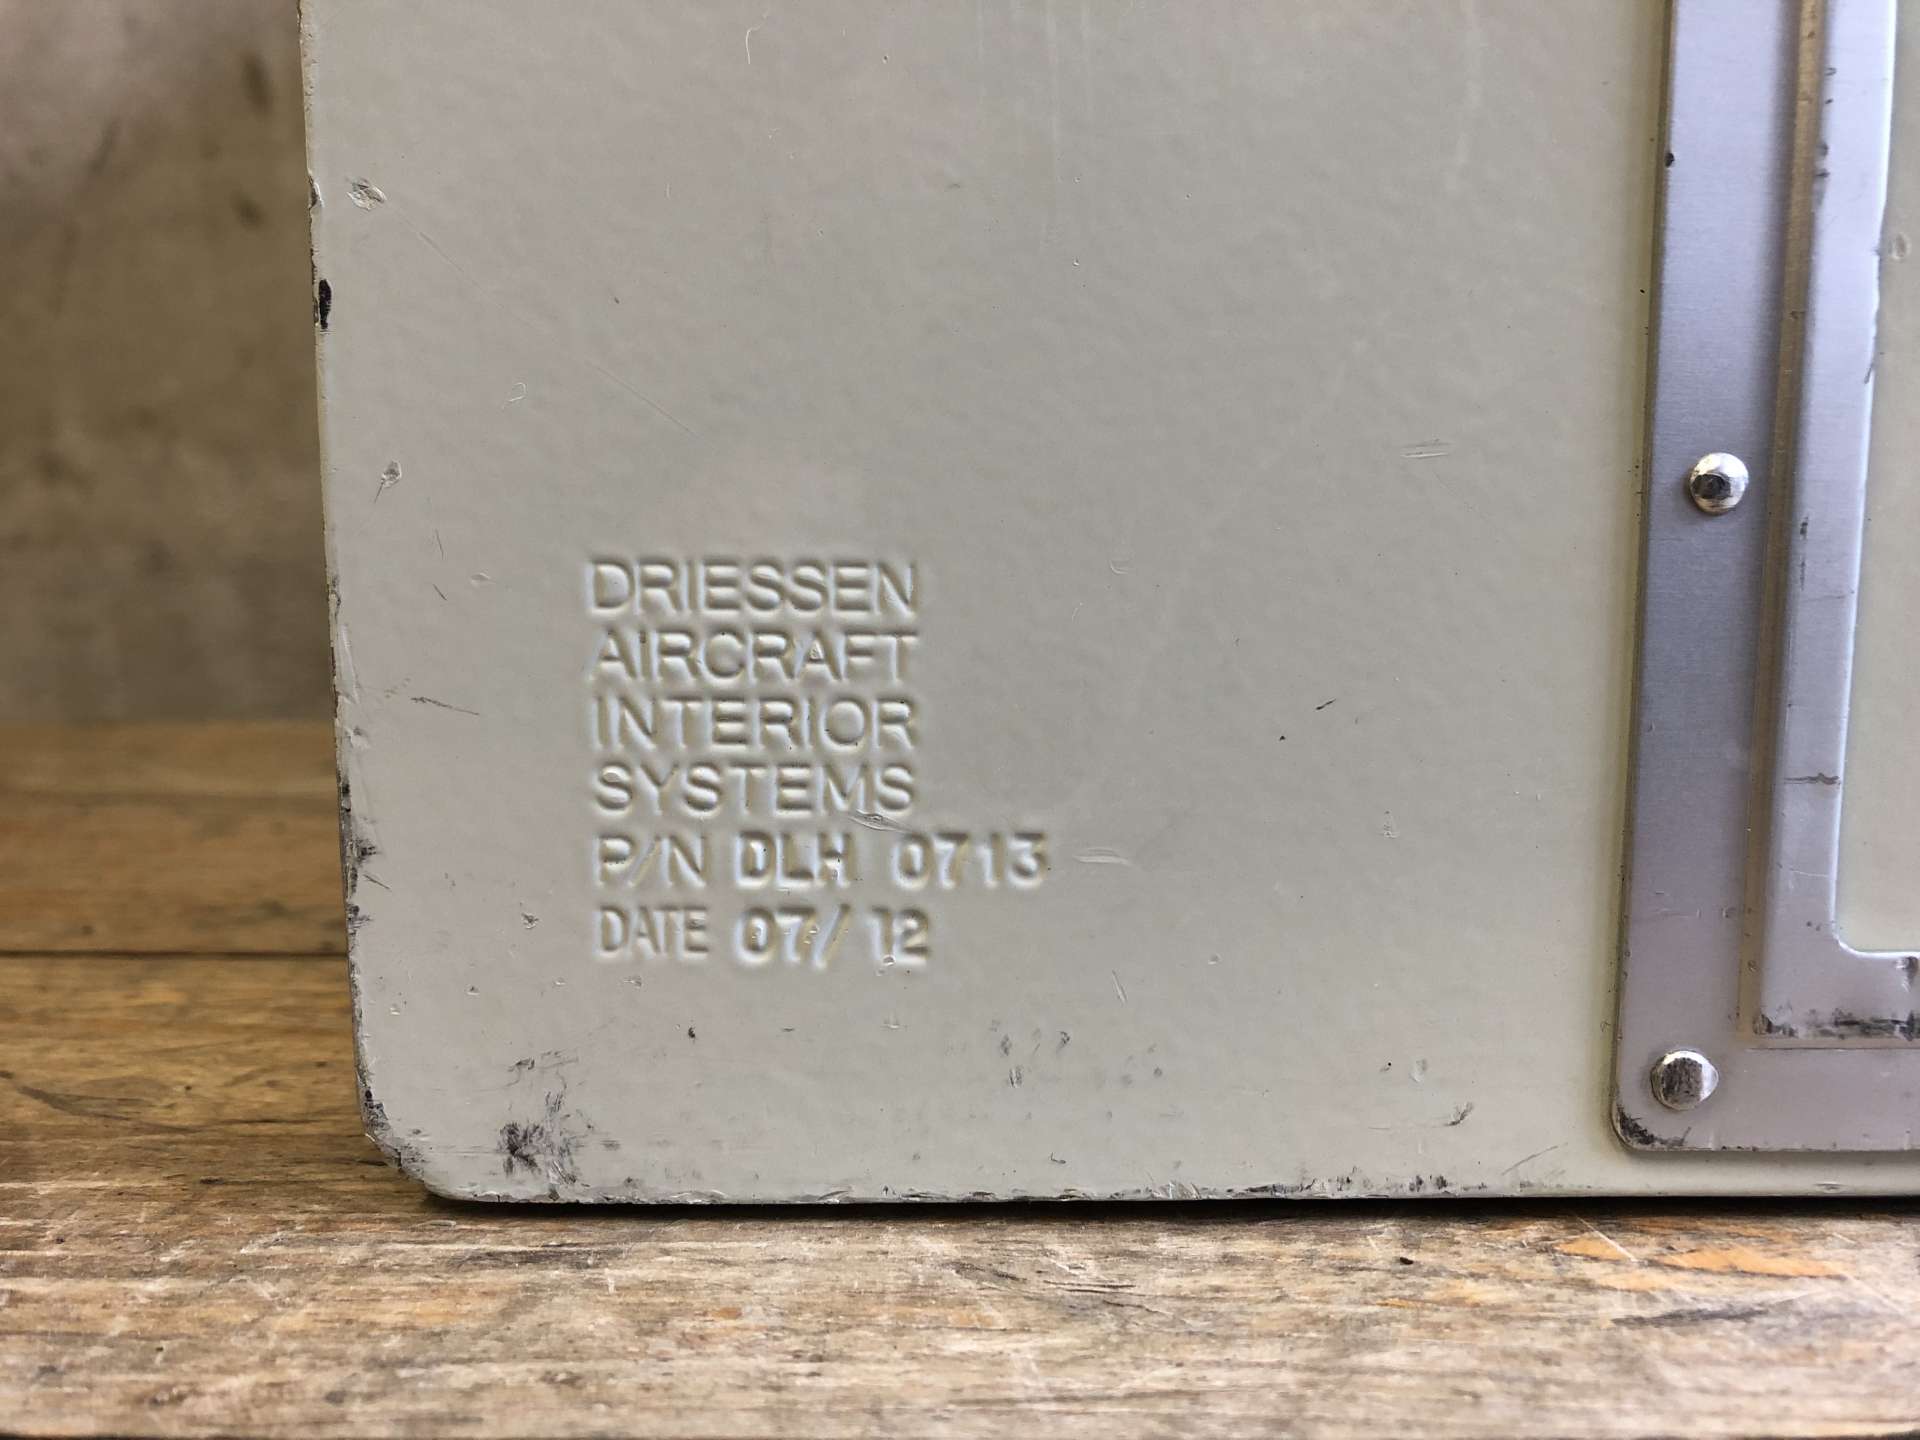 DRIESSEN
AIRCRAFT
INTERIOR
SYSTEMS
P/N DLH 0713
DATE 07/12